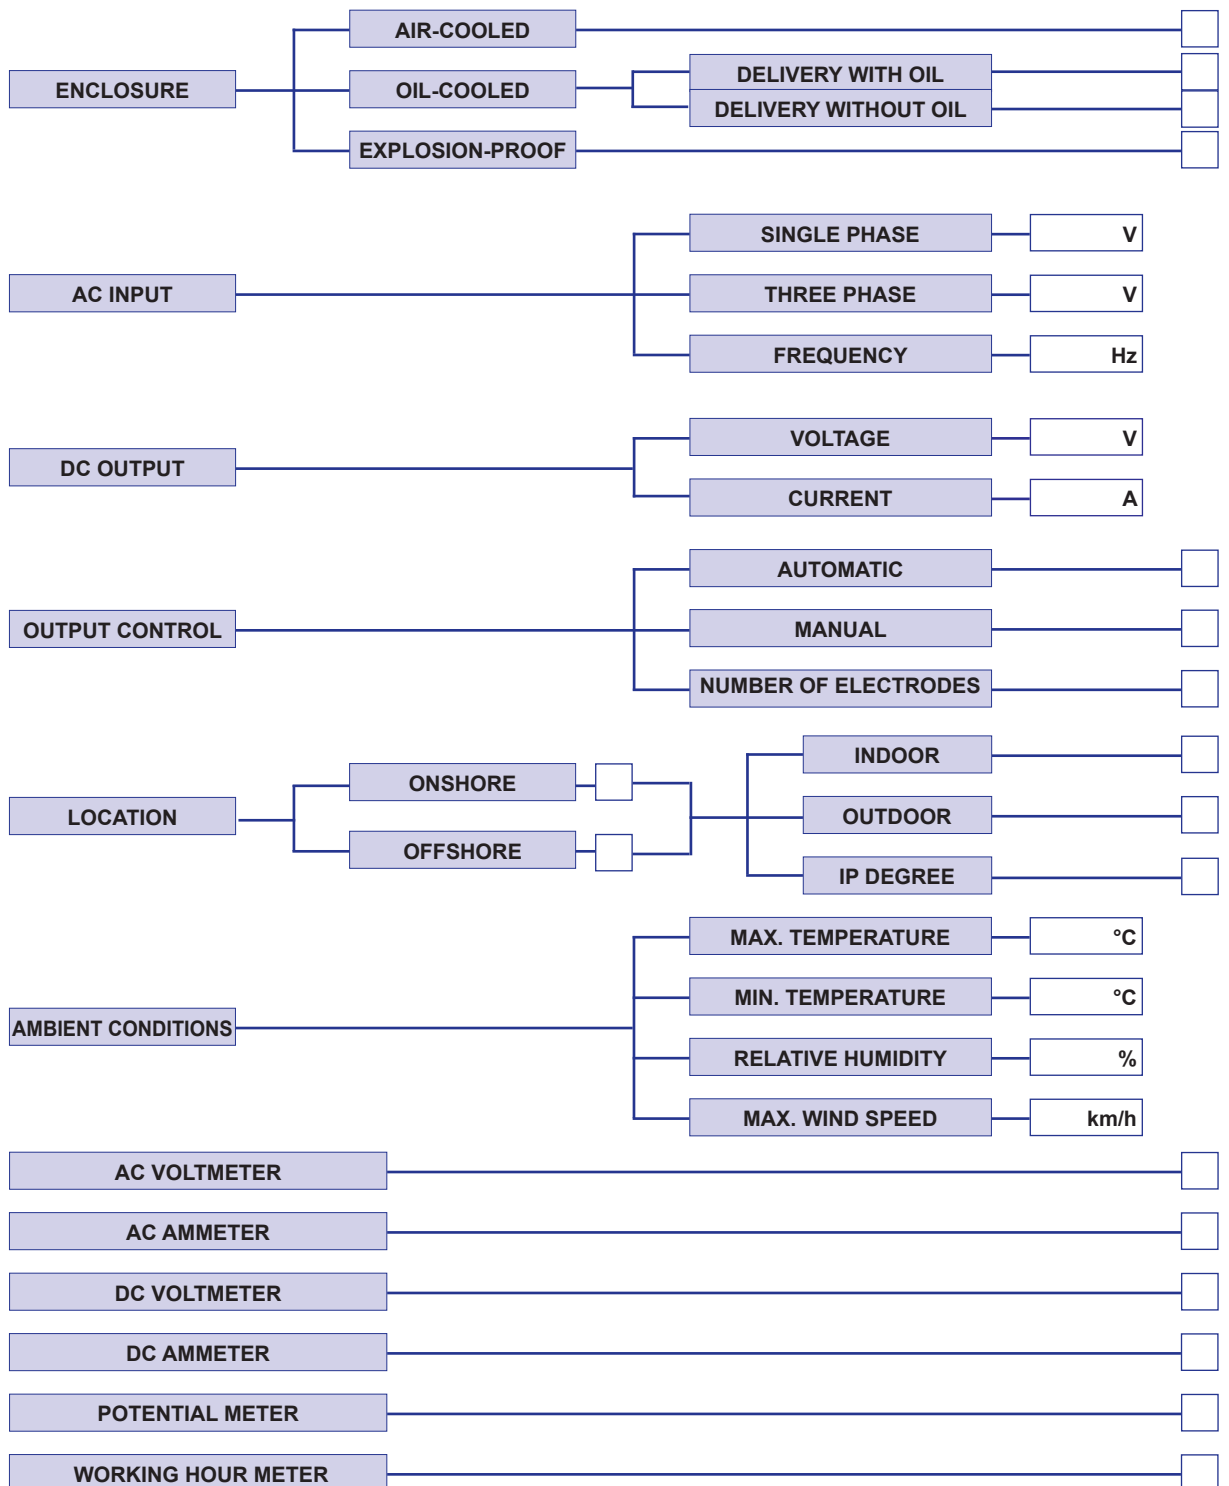 AIR-COOLED
ENCLOSURE
OIL-COOLED
DELIVERY WITH OIL
DELIVERY WITHOUT OIL
EXPLOSION-PROOF
AC INPUT
SINGLE PHASE V
THREE PHASE V
FREQUENCY Hz
DC OUTPUT
VOLTAGE V
CURRENT A
OUTPUT CONTROL
AUTOMATIC
MANUAL
NUMBER OF ELECTRODES
LOCATION
ONSHORE
OFFSHORE
INDOOR
OUTDOOR
IP DEGREE
AMBIENT CONDITIONS
MAX. TEMPERATURE °C
MIN. TEMPERATURE °C
RELATIVE HUMIDITY %
MAX. WIND SPEED km/h
AC VOLTMETER
AC AMMETER
DC VOLTMETER
DC AMMETER
POTENTIAL METER
WORKING HOUR METER